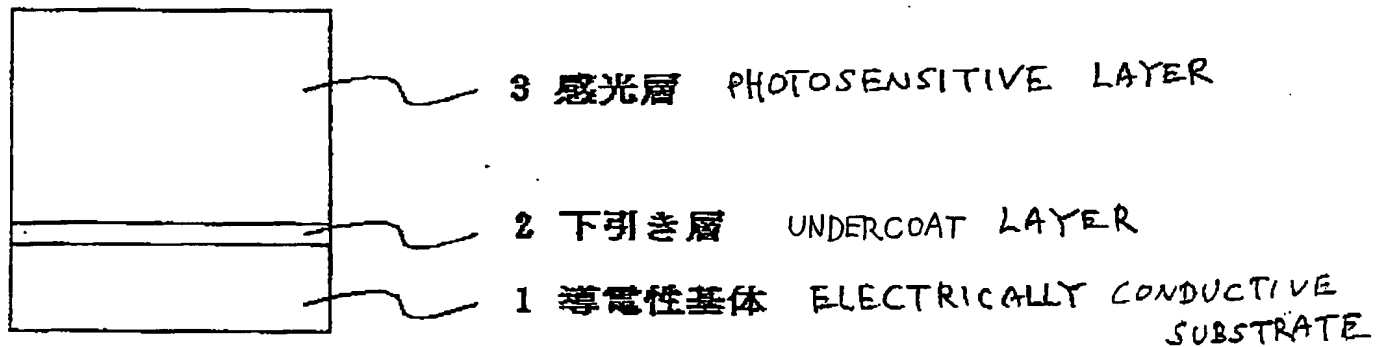 3 感光層 PHOTOSENSITIVE LAYER
2 下引き層 UNDERCOAT LAYER
1 導電性基体 ELECTRICALLY CONDUCTIVE
SUBSTRATE